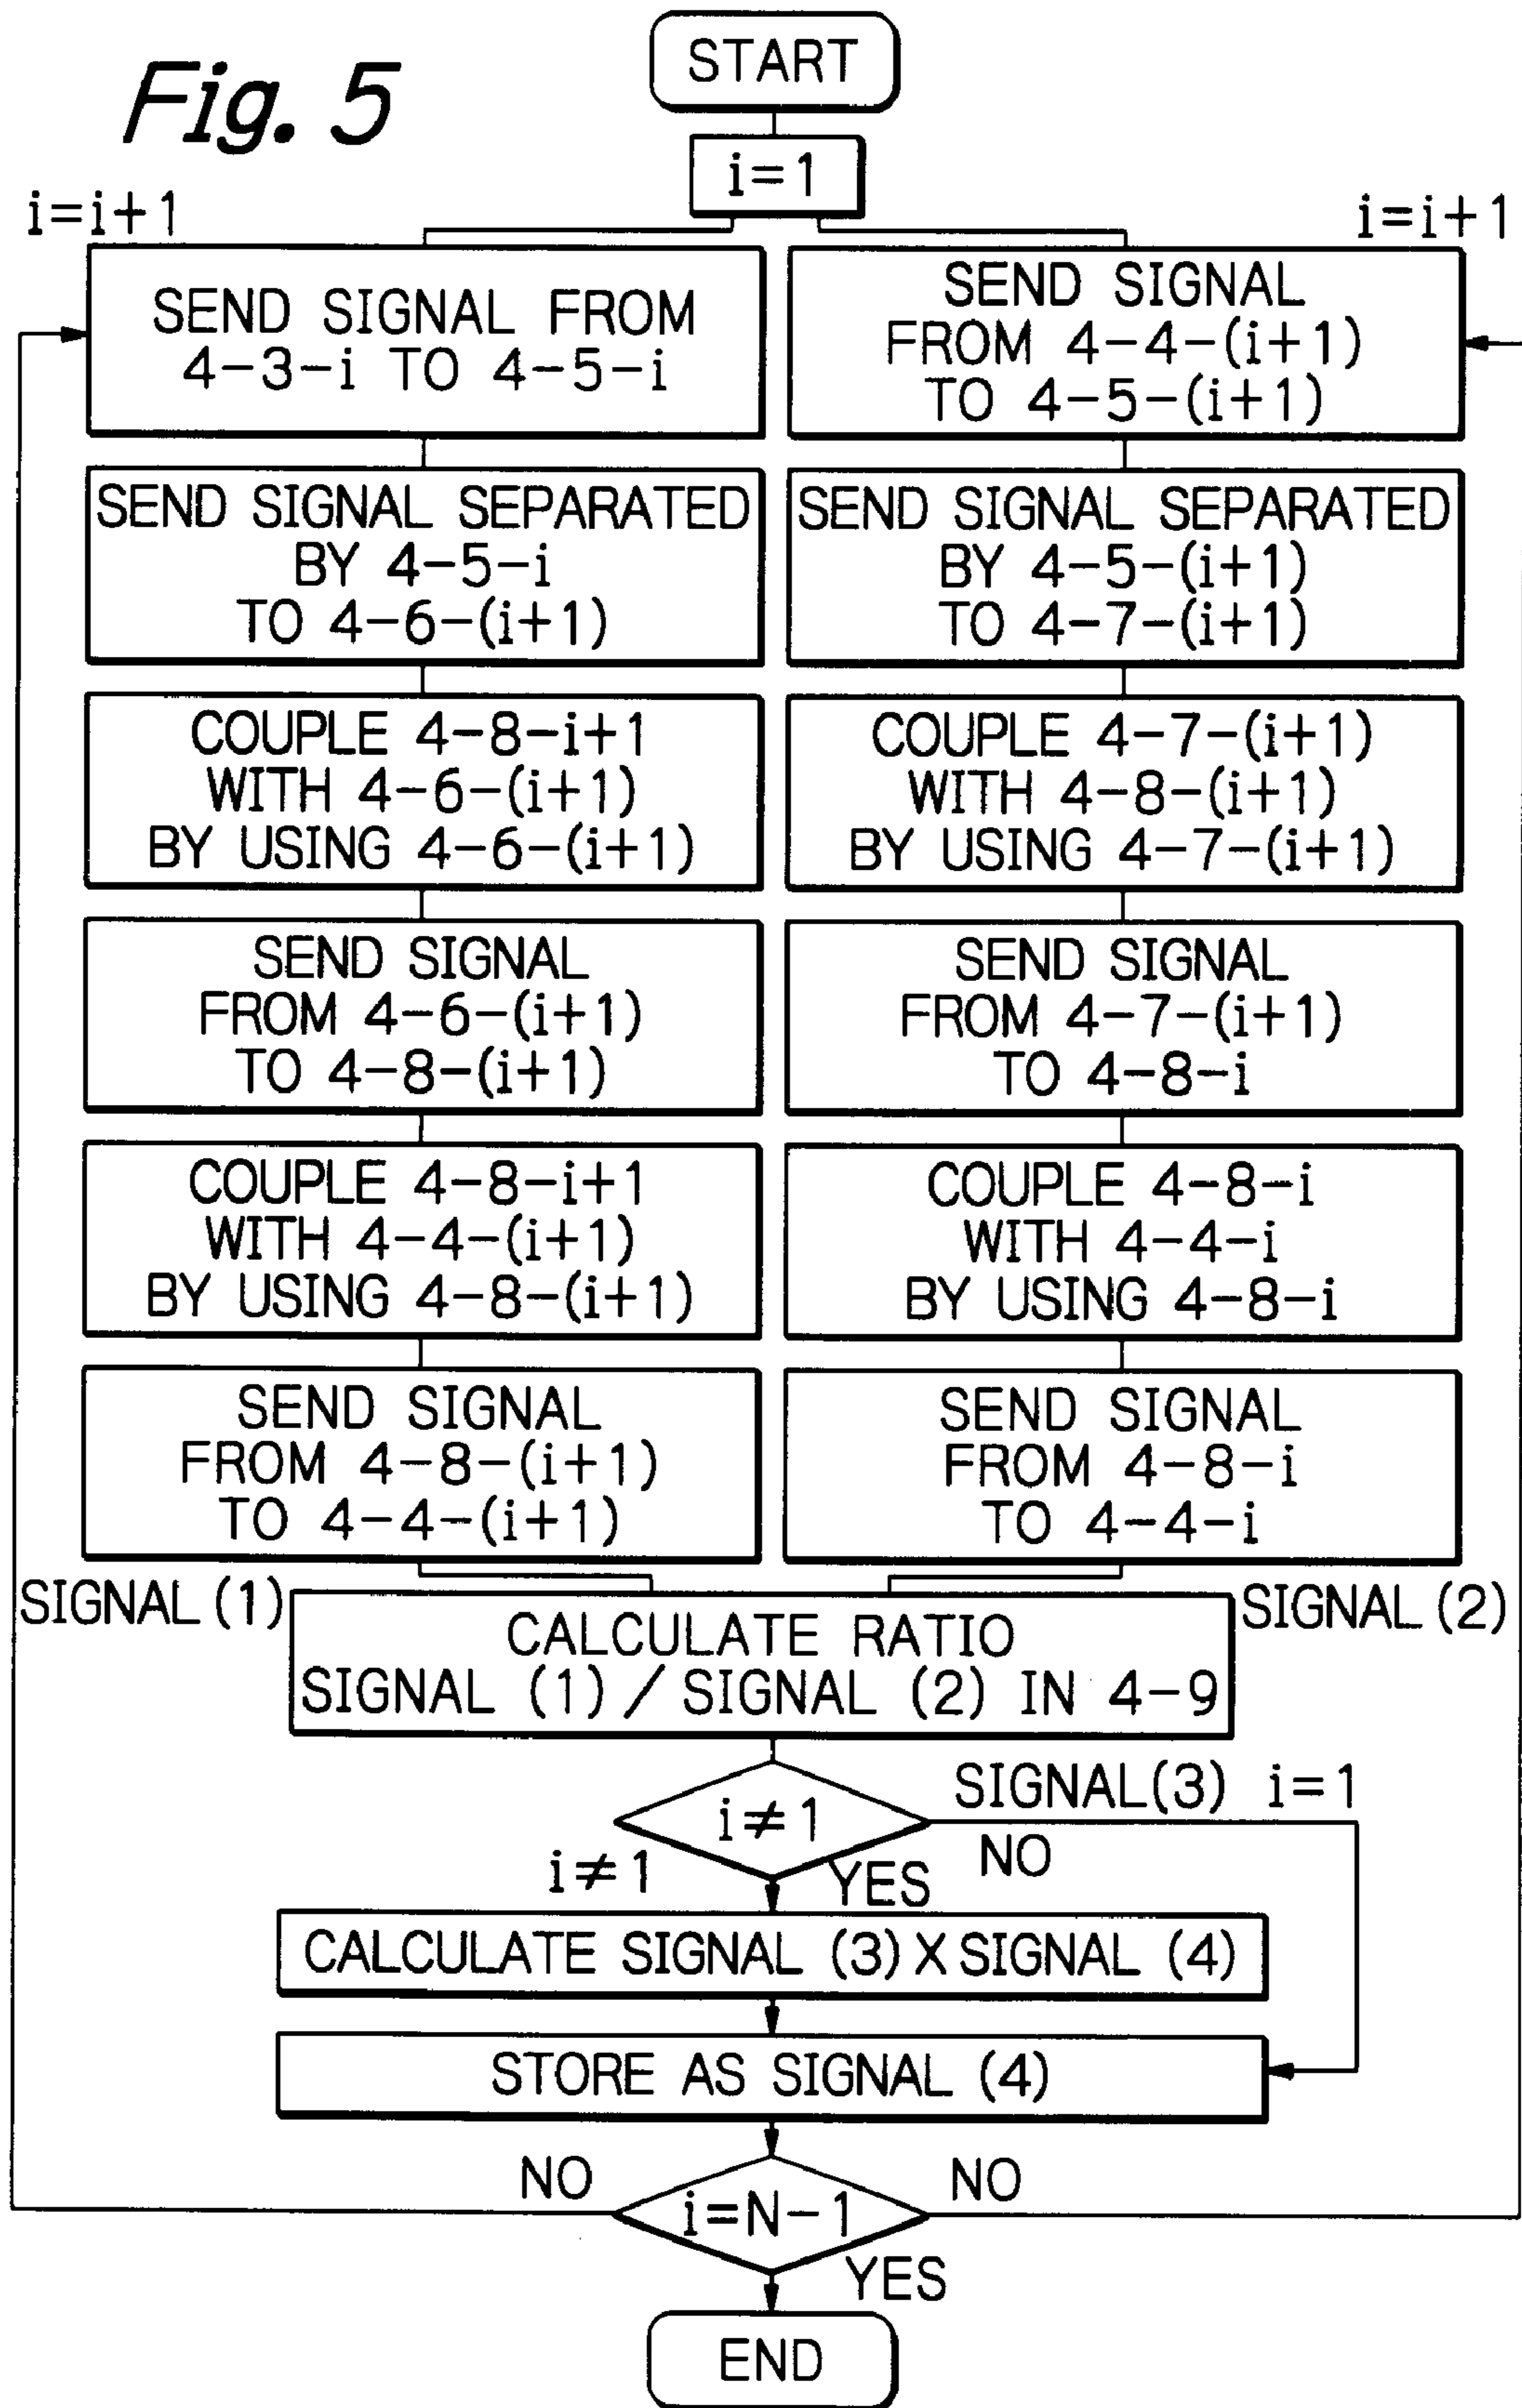 Fig. 5
START
i=1
i=i+1
i=i+1
SEND SIGNAL FROM
4-3-i TO 4-5-i
SEND SIGNAL
FROM 4-4-(i+1)
TO 4-5-(i+1)
SEND SIGNAL SEPARATED
BY 4-5-i
TO 4-6-(i+1)
SEND SIGNAL SEPARATED
BY 4-5-(i+1)
TO 4-7-(i+1)
COUPLE 4-8-i+1
WITH 4-6-(i+1)
BY USING 4-6-(i+1)
COUPLE 4-7-(i+1)
WITH 4-8-(i+1)
BY USING 4-7-(i+1)
SEND SIGNAL
FROM 4-6-(i+1)
TO 4-8-(i+1)
SEND SIGNAL
FROM 4-7-(i+1)
TO 4-8-i
COUPLE 4-8-i+1
WITH 4-4-(i+1)
BY USING 4-8-(i+1)
COUPLE 4-8-i
WITH 4-4-i
BY USING 4-8-i
SEND SIGNAL
FROM 4-8-(i+1)
TO 4-4-(i+1)
SEND SIGNAL
FROM 4-8-i
TO 4-4-i
SIGNAL (1)
SIGNAL (2)
CALCULATE RATIO
SIGNAL (1) / SIGNAL (2) IN 4-9
i≠1
SIGNAL(3) i=1
NO
i≠1
YES
CALCULATE SIGNAL (3) X SIGNAL (4)
STORE AS SIGNAL (4)
NO
i=N-1
NO
YES
END